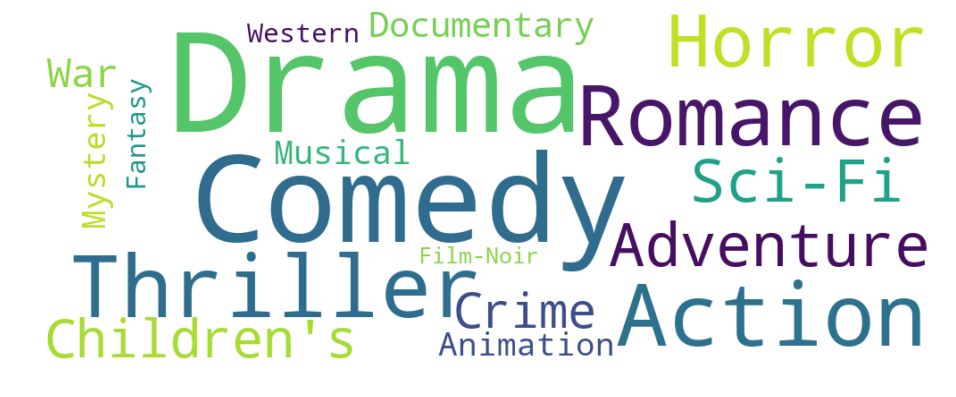 Western
Documentary
Horror
Drama
War
Mystery
Fantasy
Romance
Musical
Comedy
Sci-Fi
Adventure
Film-Noir
Thriller
Crime
Action
Children's
Animation